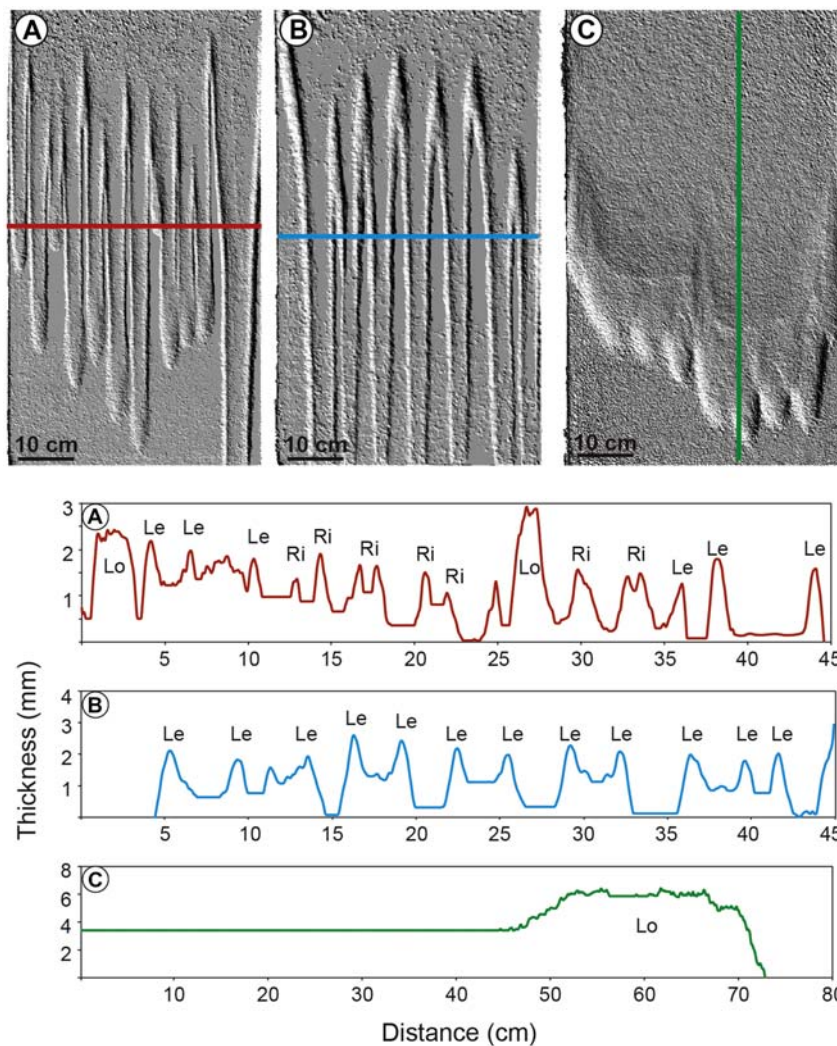 A B C
10 cm 10 cm 10 cm
Thickness (mm)
A
3
2
1
Lo Le Le Le Ri Ri Ri Ri Ri Lo Ri Ri Le Le Le
5 10 15 20 25 30 35 40 45
B
4
3
2
1
Le Le Le Le Le Le Le Le Le Le Le Le
5 10 15 20 25 30 35 40 45
C
8
6
4
2
Lo
10 20 30 40 50 60 70 80
Distance (cm)